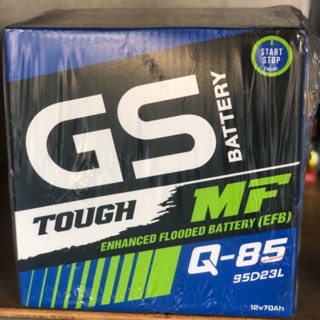 START
STOP
GS
BATTERY
TOUGH
MF
ENHANCED FLOODED BATTERY (EFB)
Q-85
95D23L
12V70Ah